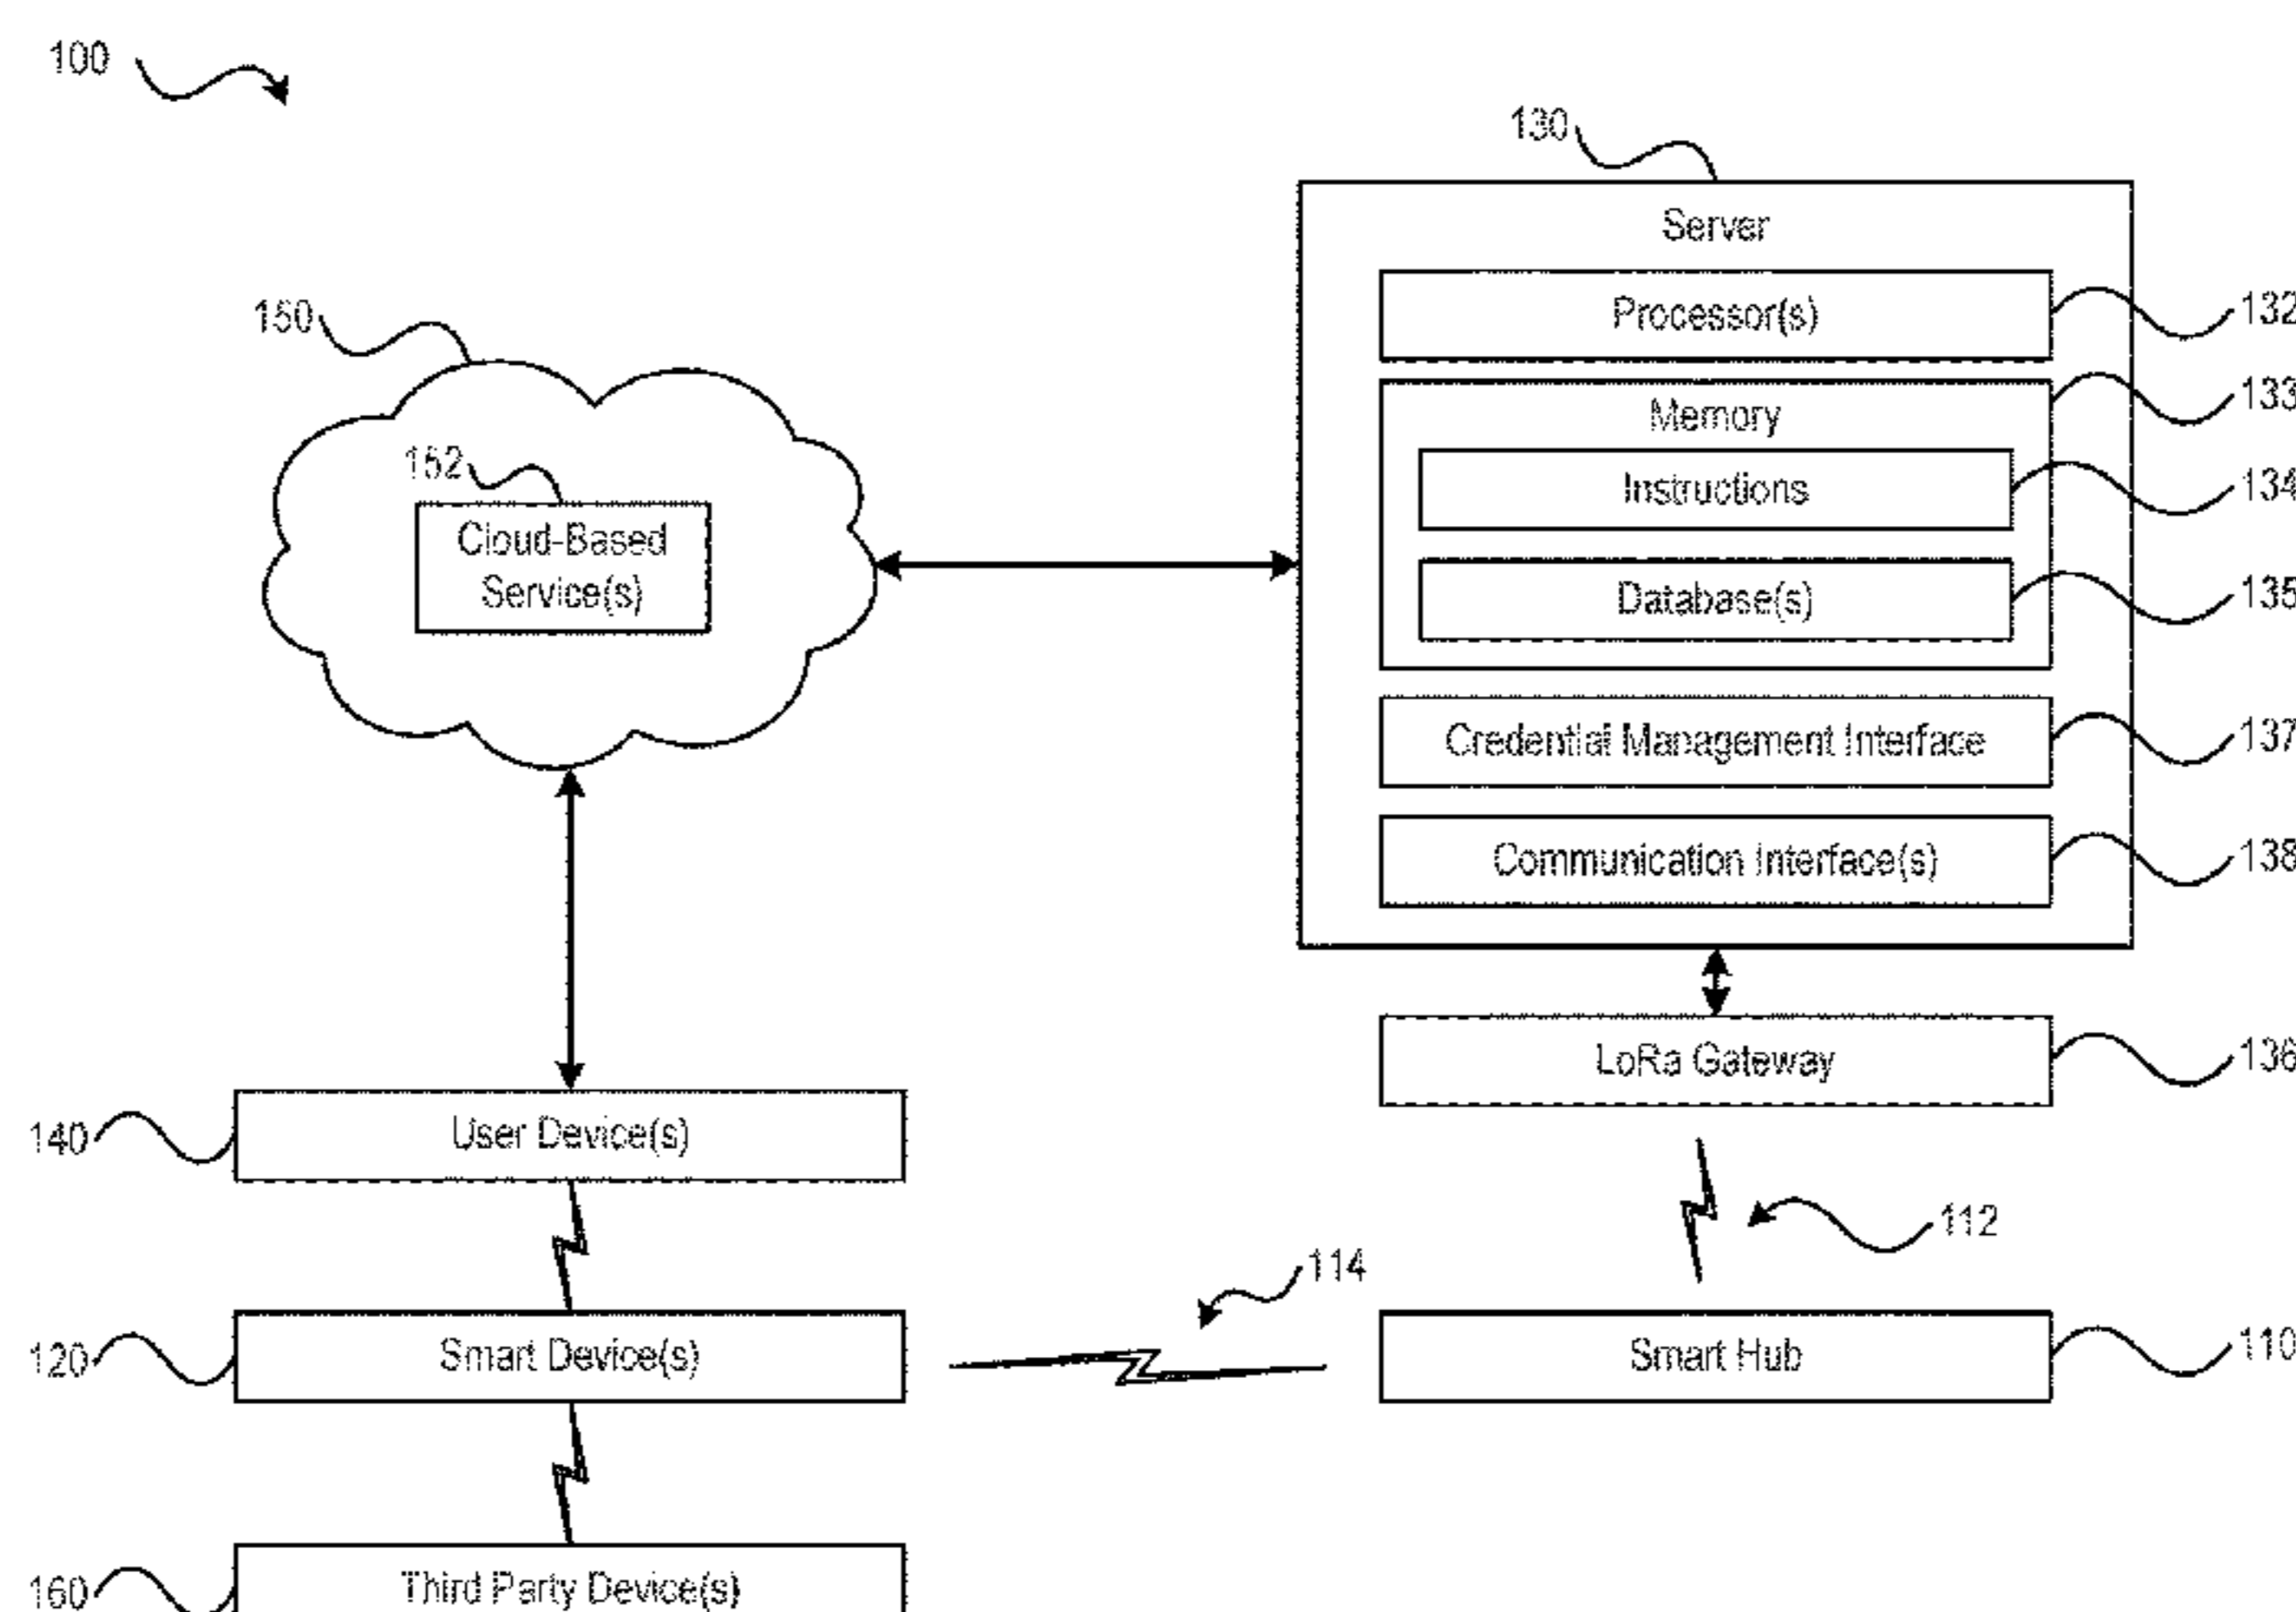 100
130
Server
Processor(s)
132
150
Memory
133
152
Instructions
134
Cloud-Based
Service(s)
Database(s)
135
Credential Management Interface
137
Communication Interface(s)
138
LoRa Gateway
136
140
User Device(s)
112
114
120
Smart Device(s)
Smart Hub
110
160
Third Party Device(s)